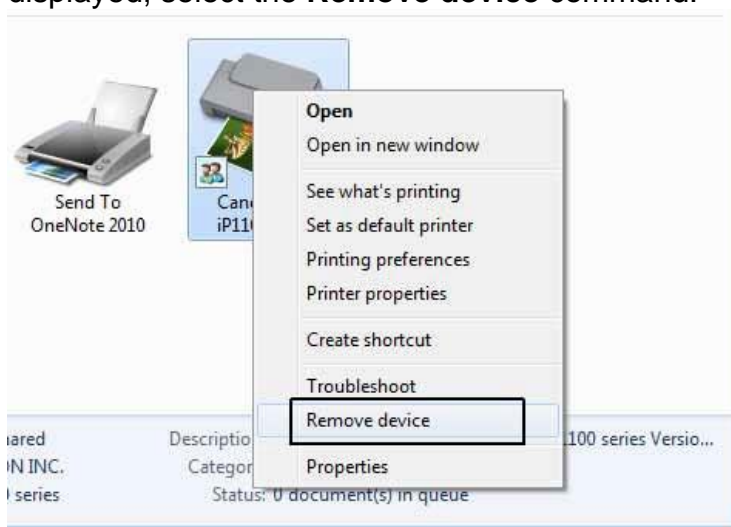 displayed, select the Remove device command.
Send To
OneNote 2010
Open
Open in new window
See what's printing
Set as default printer
Printing preferences
Printer properties
Create shortcut
Troubleshoot
Remove device
Properties
100 series Versio...
N INC.
series
Status: 0 document(s) in queue